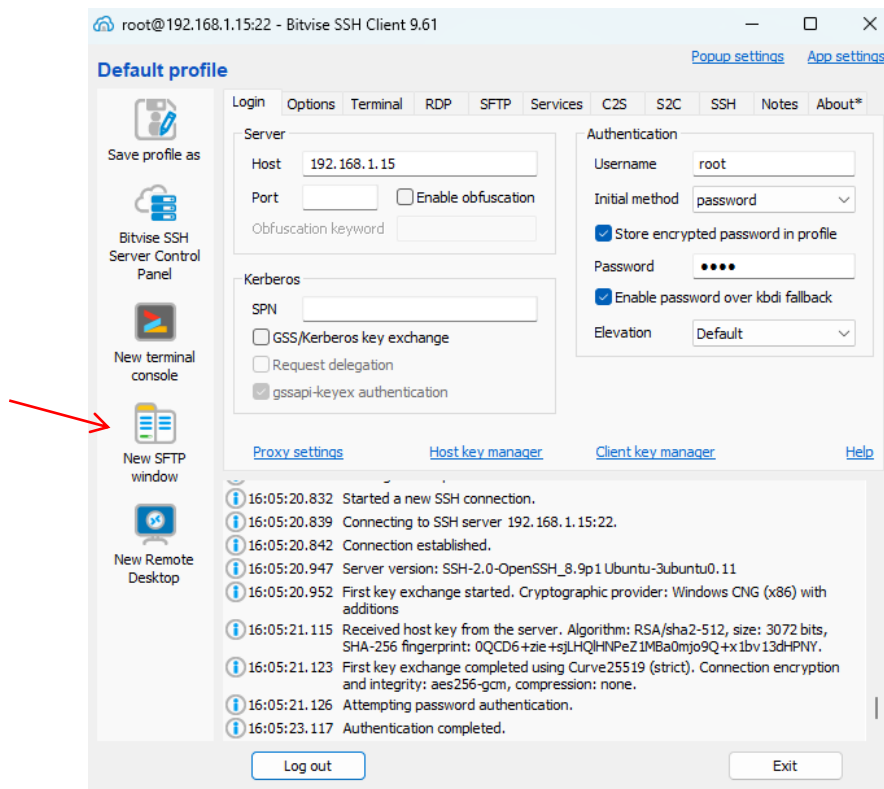 root@192.168.1.15:22 - Bitvise SSH Client 9.61
Popup settings App settings
Default profile
Save profile as
Bitvise SSH
Server Control
Panel
New terminal
console
New SFTP
window
New Remote
Desktop
Login Options Terminal RDP SFTP Services C2S S2C SSH Notes About*
Server
Host 192.168.1.15
Port Enable obfuscation
Obfuscation keyword
Kerberos
SPN
GSS/Kerberos key exchange
Request delegation
gssapi-keyex authentication
Authentication
Username root
Initial method password
Store encrypted password in profile
Password ••••
Enable password over kbdi fallback
Elevation Default
Proxy settings Host key manager Client key manager Help
16:05:20.832 Started a new SSH connection.
16:05:20.839 Connecting to SSH server 192.168.1.15:22.
16:05:20.842 Connection established.
16:05:20.947 Server version: SSH-2.0-OpenSSH_8.9p1 Ubuntu-3ubuntu0.11
16:05:20.952 First key exchange started. Cryptographic provider: Windows CNG (x86) with
additions
16:05:21.115 Received host key from the server. Algorithm: RSA/sha2-512, size: 3072 bits,
SHA-256 fingerprint: 0QCD6+zie+sjLHQlHNPeZ1MBa0mjo9Q+x1bv13dHPNY.
16:05:21.123 First key exchange completed using Curve25519 (strict). Connection encryption
and integrity: aes256-gcm, compression: none.
16:05:21.126 Attempting password authentication.
16:05:23.117 Authentication completed.
Log out Exit